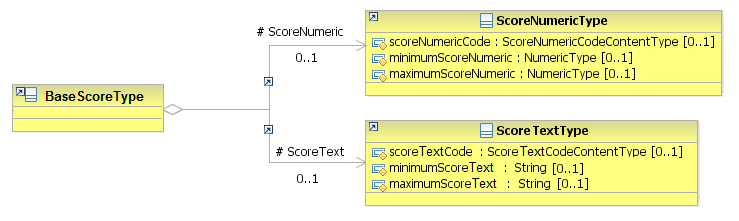 ScoreNumericType
# ScoreNumeric
scoreNumericCode : ScoreNumericCodeContentType [0..1]
0..1
minimumScoreNumeric : NumericType [0..1]
maximumScoreNumeric : NumericType [0..1]
BaseScoreType
ScoreTextType
# ScoreText
scoreTextCode : ScoreTextCodeContentType [0..1]
0..1
minimumScoreText : String [0..1]
maximumScoreText : String [0..1]